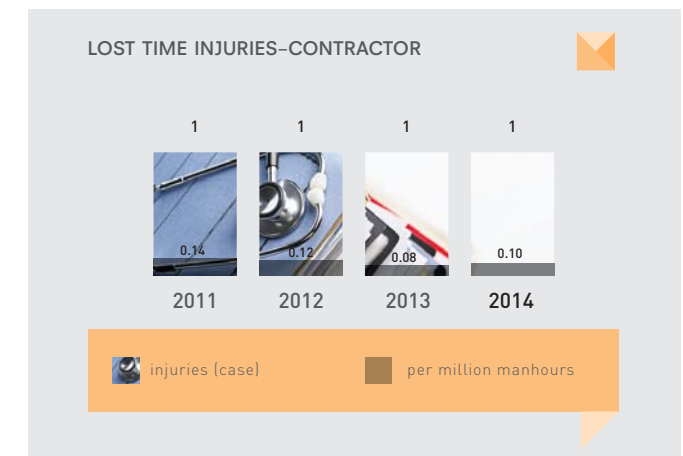 LOST TIME INJURIES–CONTRACTOR
1 1 1 1
0.14 0.12 0.08 0.10
2011 2012 2013 2014
injuries (case) per million manhours